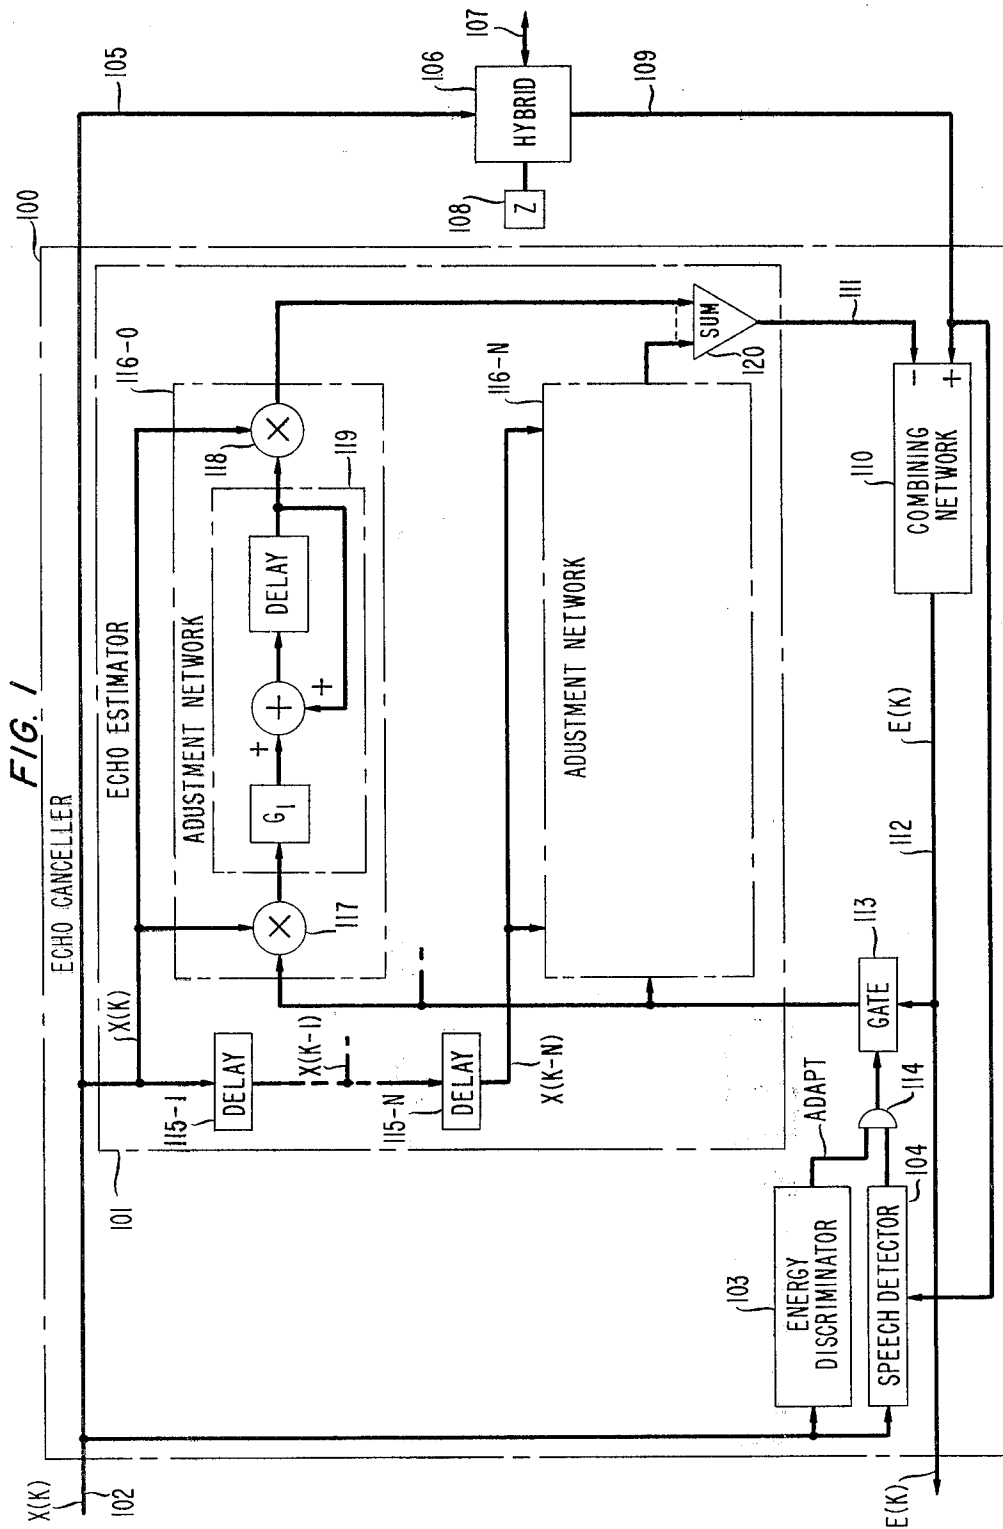 FIG. 1
100
ECHO CANCELLER
X(K)
102
105
101
ECHO ESTIMATOR
X(K)
115-1
DELAY
X(K-1)
115-N
DELAY
X(K-N)
116-0
ADUSTMENT NETWORK
117
×
G1
+
+
+
DELAY
119
118
×
116-N
ADUSTMENT NETWORK
SUM
120
111
106
HYBRID
107
108
Z
109
103
ENERGY
DISCRIMINATOR
ADAPT
104
SPEECH DETECTOR
114
113
GATE
112
E(K)
110
COMBINING
NETWORK
-
+
E(K)